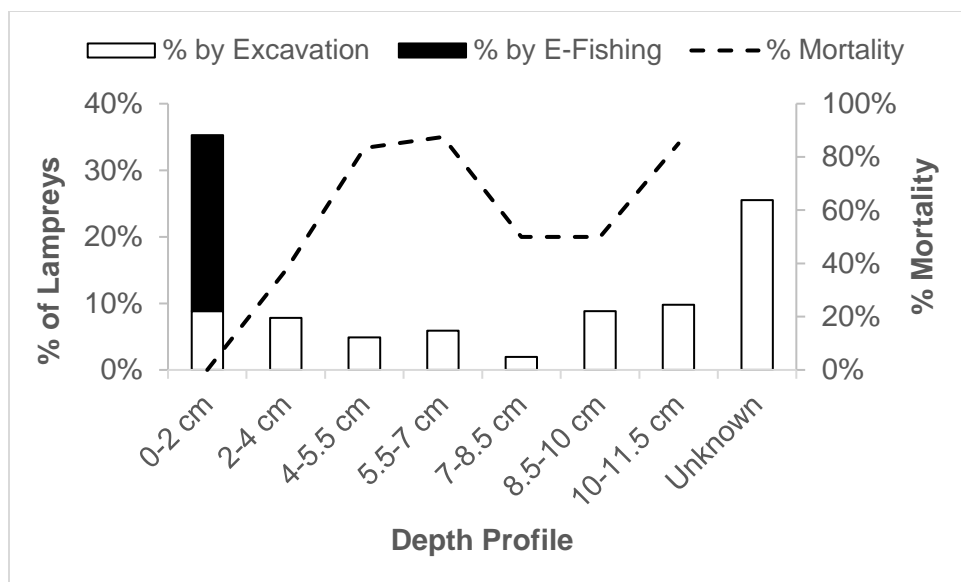 % by Excavation % by E-Fishing % Mortality
40%
30%
20%
10%
0%
% of Lampreys
100%
80%
60%
40%
20%
0%
% Mortality
0-2 cm
2-4 cm
4-5.5 cm
5.5-7 cm
7-8.5 cm
8.5-10 cm
10-11.5 cm
Unknown
Depth Profile